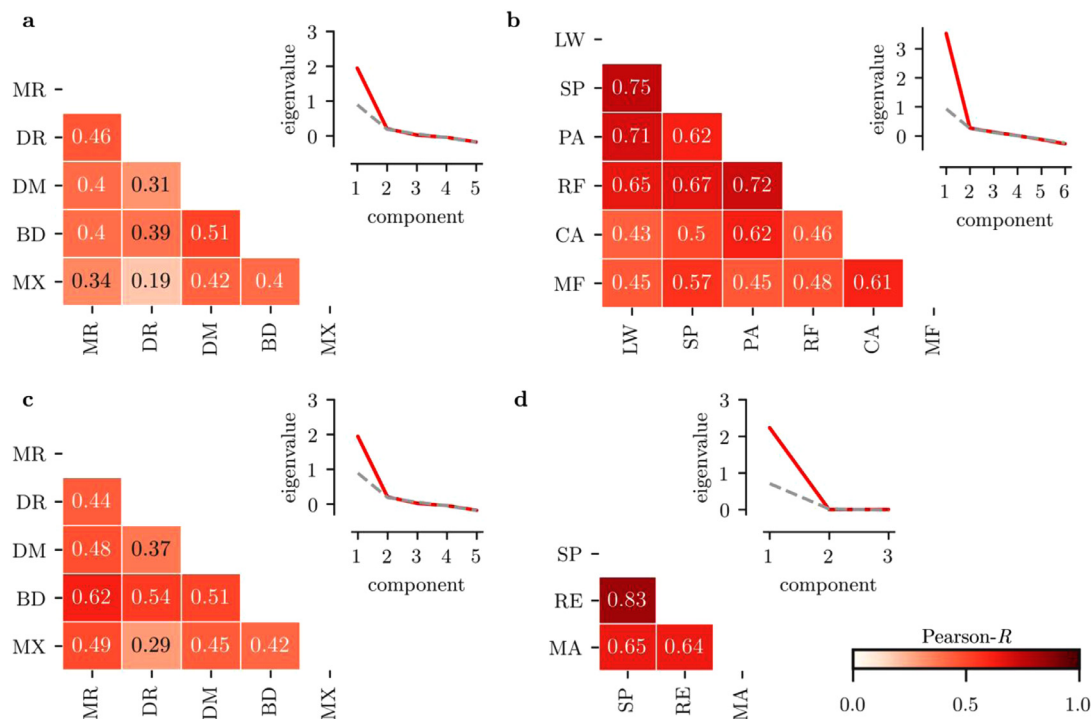 a
eigenvalue
3
2
1
0
1 2 3 4 5
component
MR
DR 0.46
DM 0.4 0.31
BD 0.4 0.39 0.51
MX 0.34 0.19 0.42 0.4
MR DR DM BD MX
b
eigenvalue
3
2
1
0
1 2 3 4 5 6
component
LW
SP 0.75
PA 0.71 0.62
RF 0.65 0.67 0.72
CA 0.43 0.5 0.62 0.46
MF 0.45 0.57 0.45 0.48 0.61
LW SP PA RF CA MF
c
eigenvalue
3
2
1
0
1 2 3 4 5
component
MR
DR 0.44
DM 0.48 0.37
BD 0.62 0.54 0.51
MX 0.49 0.29 0.45 0.42
MR DR DM BD MX
d
eigenvalue
3
2
1
0
1 2 3
component
SP
RE 0.83
MA 0.65 0.64
SP RE MA
Pearson-R
0.0 0.5 1.0